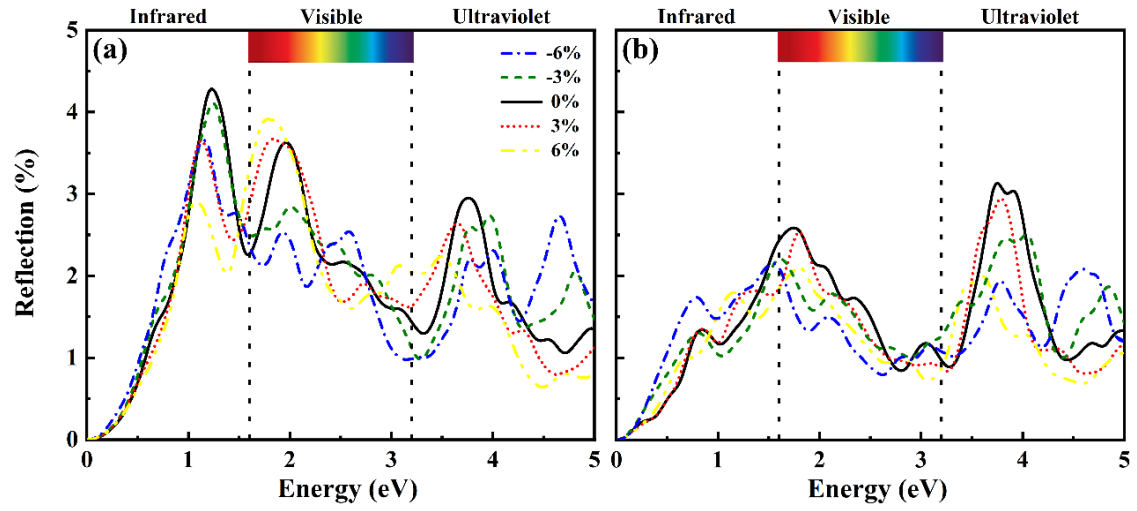 Infrared Visible Ultraviolet Infrared Visible Ultraviolet
(a) (b)
-6%
-3%
0%
3%
6%
Reflection (%)
5
4
3
2
1
0
0 1 2 3 4 5 0 1 2 3 4 5
Energy (eV) Energy (eV)